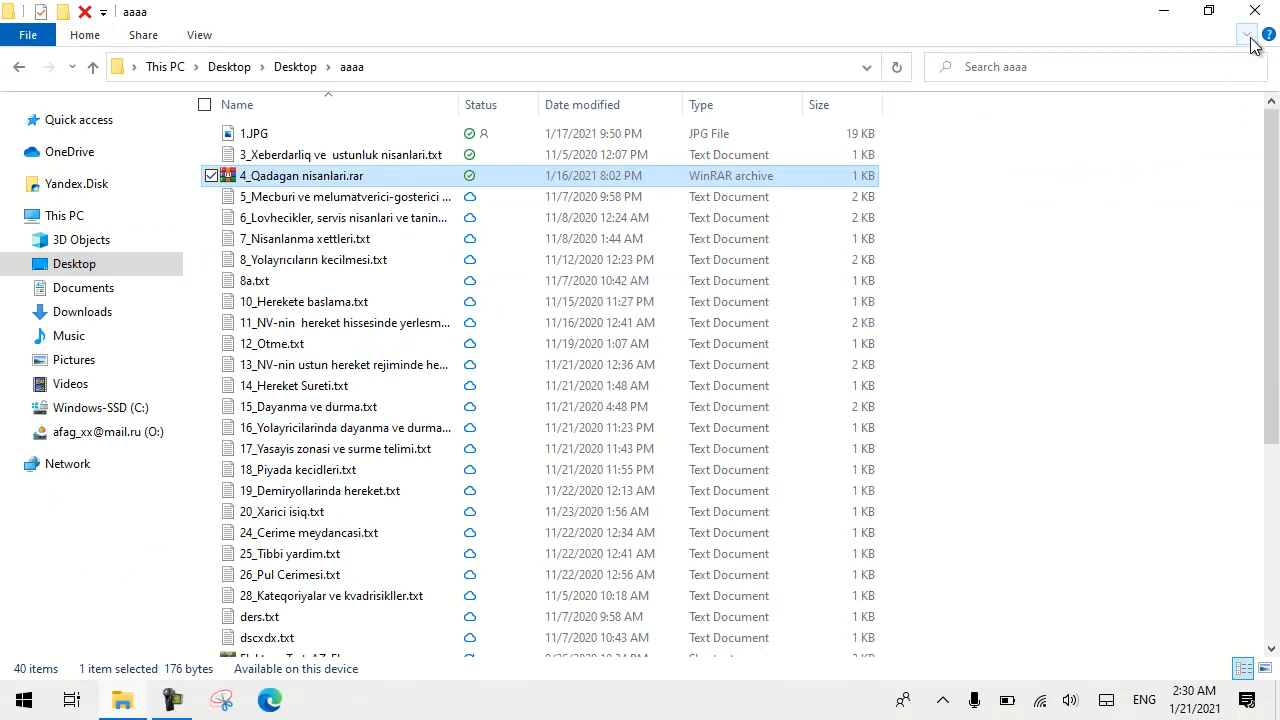 aaaa
File Home Share View
This PC Desktop Desktop aaaa Search aaaa
Name Status Date modified Type Size
Quick access
OneDrive
Yandex.Disk
This PC
3D Objects
Desktop
Documents
Downloads
Music
Pictures
Videos
Windows-SSD (C:)
afag_xx@mail.ru (O:)
Network
1.JPG 1/17/2021 9:50 PM JPG File 19 KB
3_Xeberdarliq ve ustunluk nisanlari.txt 11/5/2020 12:07 PM Text Document 1 KB
4_Qadagan nisanlari.rar 1/16/2021 8:02 PM WinRAR archive 1 KB
5_Mecburi ve melumatverici-gosterici ... 11/7/2020 9:58 PM Text Document 2 KB
6_Lovhecikler, servis nisanlari ve tanin... 11/8/2020 12:24 AM Text Document 2 KB
7_Nisanlanma xettleri.txt 11/8/2020 1:44 AM Text Document 1 KB
8_Yolayrıcıların kecilmesi.txt 11/12/2020 12:23 PM Text Document 2 KB
8a.txt 11/7/2020 10:42 AM Text Document 1 KB
10_Herekete baslama.txt 11/15/2020 11:27 PM Text Document 1 KB
11_NV-nin hereket hissesinde yerlesm... 11/16/2020 12:41 AM Text Document 2 KB
12_Otme.txt 11/19/2020 1:07 AM Text Document 1 KB
13_NV-nin ustun hereket rejiminde he... 11/21/2020 12:36 AM Text Document 2 KB
14_Hereket Sureti.txt 11/21/2020 1:48 AM Text Document 1 KB
15_Dayanma ve durma.txt 11/21/2020 4:48 PM Text Document 2 KB
16_Yolayricilarinda dayanma ve durma... 11/21/2020 11:23 PM Text Document 1 KB
17_Yasayis zonasi ve surme telimi.txt 11/21/2020 11:43 PM Text Document 1 KB
18_Piyada kecidleri.txt 11/21/2020 11:55 PM Text Document 1 KB
19_Demiryollarinda hereket.txt 11/22/2020 12:13 AM Text Document 1 KB
20_Xarici isiq.txt 11/23/2020 1:56 AM Text Document 1 KB
24_Cerime meydancasi.txt 11/22/2020 12:34 AM Text Document 1 KB
25_Tibbi yardim.txt 11/22/2020 12:41 AM Text Document 1 KB
26_Pul Cerimesi.txt 11/22/2020 12:56 AM Text Document 1 KB
28_Kateqoriyalar ve kvadrisikller.txt 11/5/2020 10:18 AM Text Document 1 KB
ders.txt 11/7/2020 9:58 AM Text Document 1 KB
dscxdx.txt 11/7/2020 10:43 AM Text Document 1 KB
40 items 1 item selected 176 bytes Available on this device
ENG 2:30 AM
1/21/2021